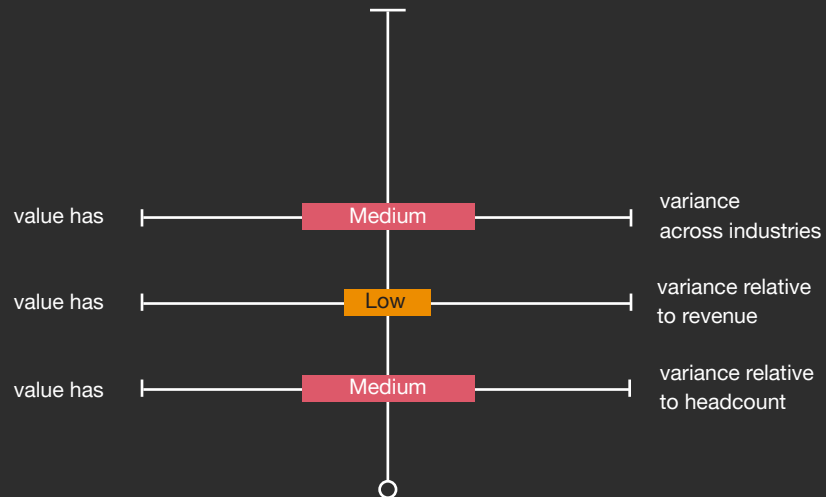 value has
Medium
variance
across industries
value has
Low
variance relative
to revenue
value has
Medium
variance relative
to headcount